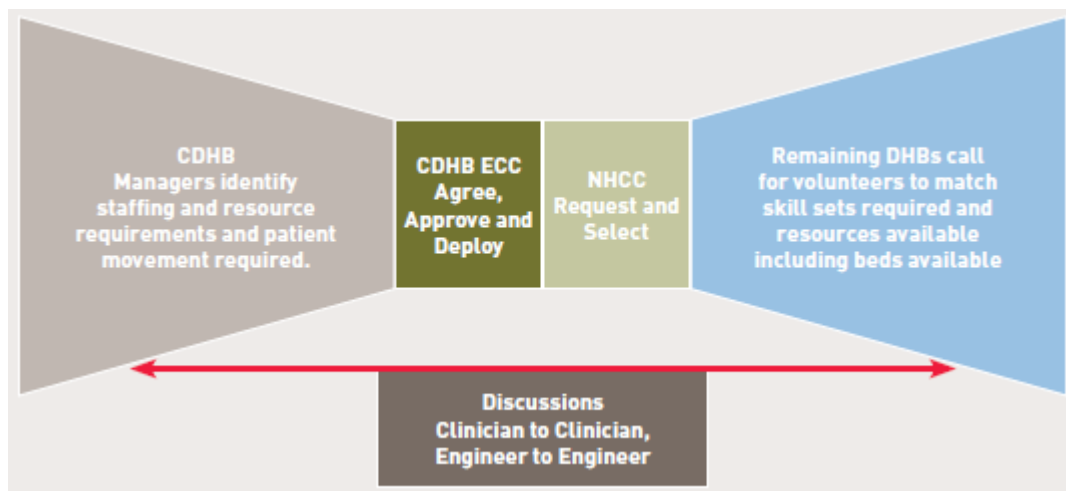 CDHB
Managers identify
staffing and resource
requirements and patient
movement required.
CDHB ECC
Agree,
Approve and
Deploy
NHCC
Request and
Select
Remaining DHBs call
for volunteers to match
skill sets required and
resources available
including beds available
Discussions
Clinician to Clinician,
Engineer to Engineer